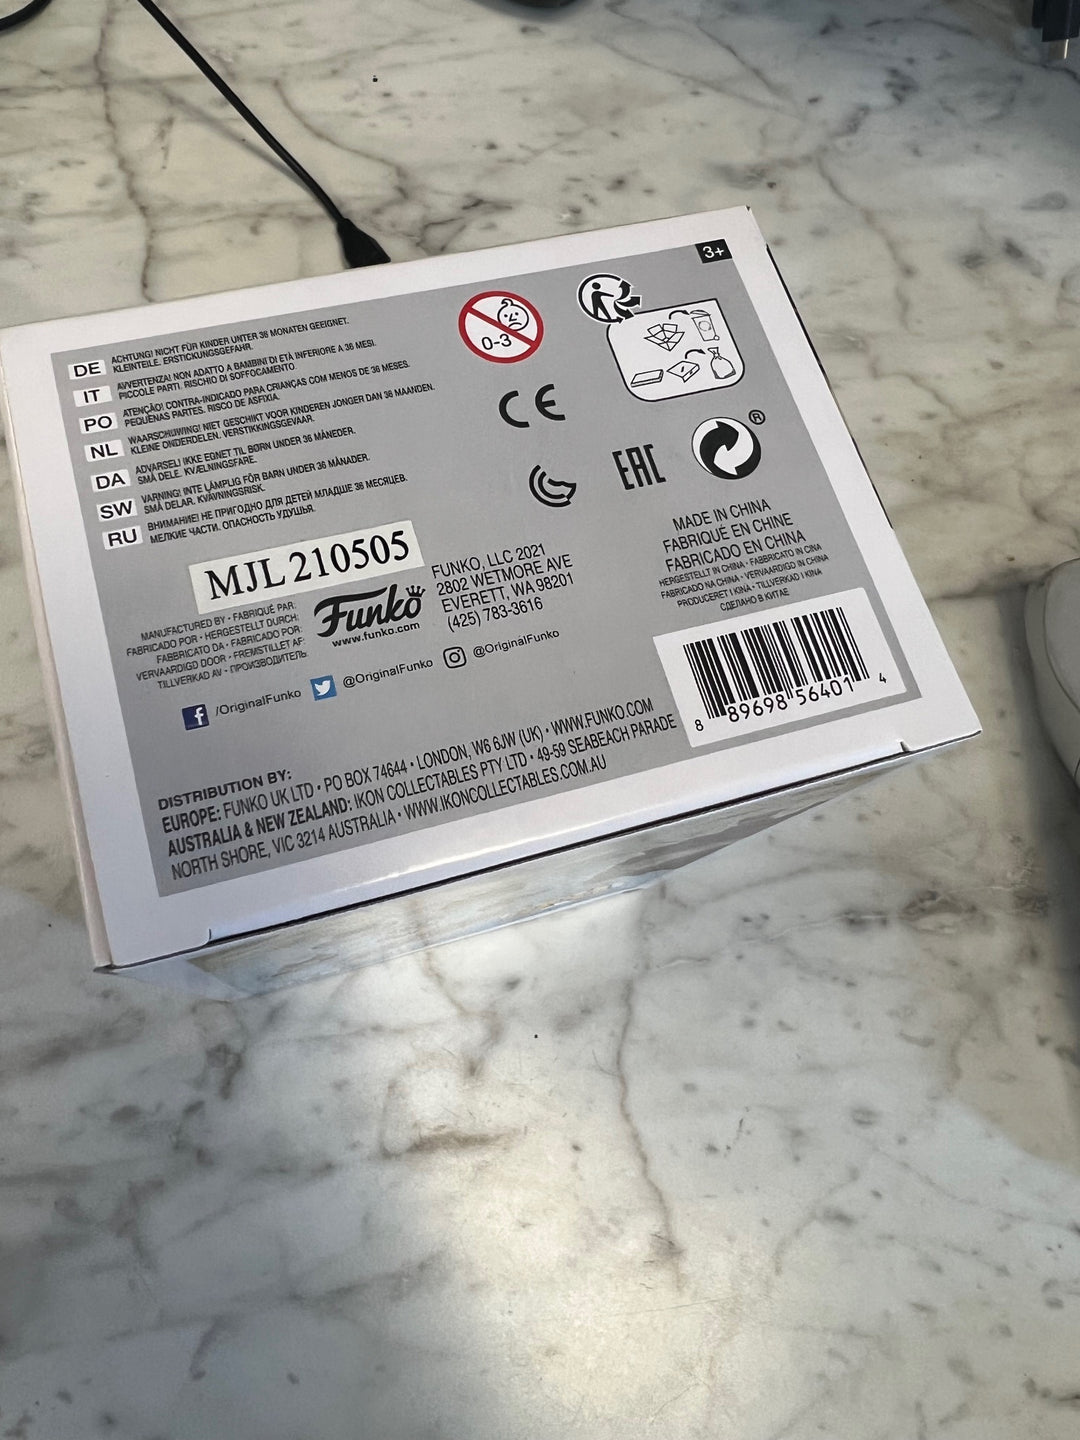 3+
DE ACHTUNG! NICHT FÜR KINDER UNTER 36 MONATEN GEEIGNET.
KLEINTEILE. ERSTICKUNGSGEFAHR.
IT AVVERTENZA! NON ADATTO A BAMBINI DI ETÀ INFERIORE A 36 MESI.
PICCOLE PARTI. RISCHIO DI SOFFOCAMENTO.
PO ATENÇÃO! CONTRA-INDICADO PARA CRIANÇAS COM MENOS DE 36 MESES.
PEQUENAS PARTES. RISCO DE ASFIXIA.
NL WAARSCHUWING! NIET GESCHIKT VOOR KINDEREN JONGER DAN 36 MAANDEN.
KLEINE ONDERDELEN. VERSTIKKINGSGEVAAR.
DA ADVARSEL! IKKE EGNET TIL BØRN UNDER 36 MÅNEDER.
SMÅ DELE. KVÆLNINGSFARE.
SW VARNING! INTE LÄMPLIG FÖR BARN UNDER 36 MÅNADER.
SMÅ DELAR. KVÄVNINGSRISK.
RU ВНИМАНИЕ! НЕ ПРИГОДНО ДЛЯ ДЕТЕЙ МЛАДШЕ 36 МЕСЯЦЕВ.
МЕЛКИЕ ЧАСТИ. ОПАСНОСТЬ УДУШЬЯ.
0-3
CE
EAC
®
MJL 210505
MANUFACTURED BY • FABRIQUÉ PAR:
FABRICADO POR • HERGESTELLT DURCH:
FABBRICATO DA • FABRICADO POR:
VERVAARDIGD DOOR • FREMSTILLET AF:
TILLVERKAD AV • ПРОИЗВОДИТЕЛЬ:
Funko
www.funko.com
FUNKO, LLC 2021
2802 WETMORE AVE
EVERETT, WA 98201
(425) 783-3616
MADE IN CHINA
FABRIQUÉ EN CHINE
FABRICADO EN CHINA
HERGESTELLT IN CHINA • FABBRICATO IN CINA
FABRICADO NA CHINA • VERVAARDIGD IN CHINA
PRODUCERET I KINA • TILLVERKAD I KINA
СДЕЛАНО В КИТАЕ
/OriginalFunko @OriginalFunko @OriginalFunko
8 89698 56401 4
DISTRIBUTION BY:
EUROPE: FUNKO UK LTD • PO BOX 74644 • LONDON, W6 6JW (UK) • WWW.FUNKO.COM
AUSTRALIA & NEW ZEALAND: IKON COLLECTABLES PTY LTD • 49-59 SEABEACH PARADE
NORTH SHORE, VIC 3214 AUSTRALIA • WWW.IKONCOLLECTABLES.COM.AU